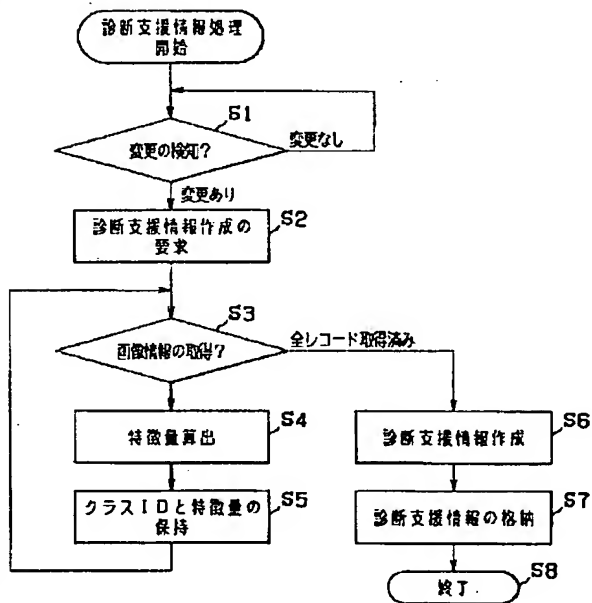 診断支援情報処理
開始
S1
変更の検知?
変更なし
変更あり
診断支援情報作成の
要求
S2
S3
画像情報の取得?
全レコード取得済み
特徴量算出
S4
診断支援情報作成
S6
クラスIDと特徴量の
保持
S5
診断支援情報の格納
S7
終了
S8